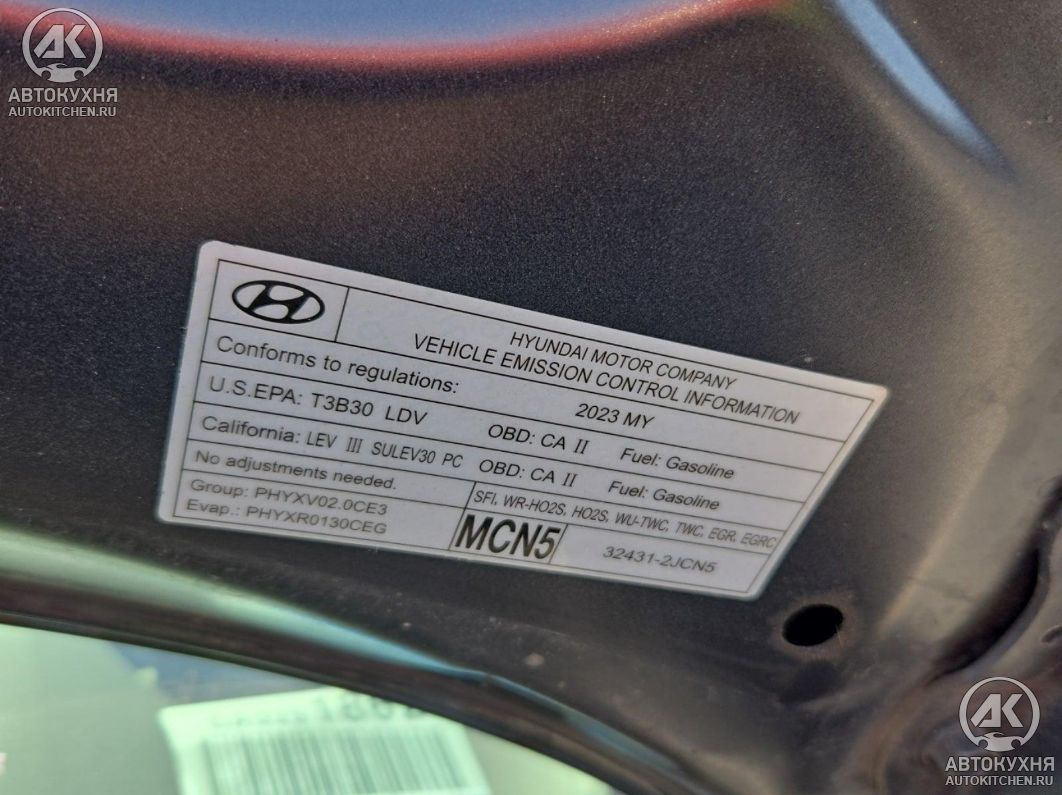 АК
АВТОКУХНЯ
AUTOKITCHEN.RU
HYUNDAI MOTOR COMPANY
VEHICLE EMISSION CONTROL INFORMATION
Conforms to regulations: 2023 MY
U.S.EPA: T3B30 LDV OBD: CA II Fuel: Gasoline
California: LEV III SULEV30 PC OBD: CA II Fuel: Gasoline
No adjustments needed.
Group: PHYXV02.0CE3
Evap.: PHYXR0130CEG
SFI, WR-HO2S, HO2S, WU-TWC, TWC, EGR, EGRC
MCN5
32431-2JCN5
АК
АВТОКУХНЯ
AUTOKITCHEN.RU